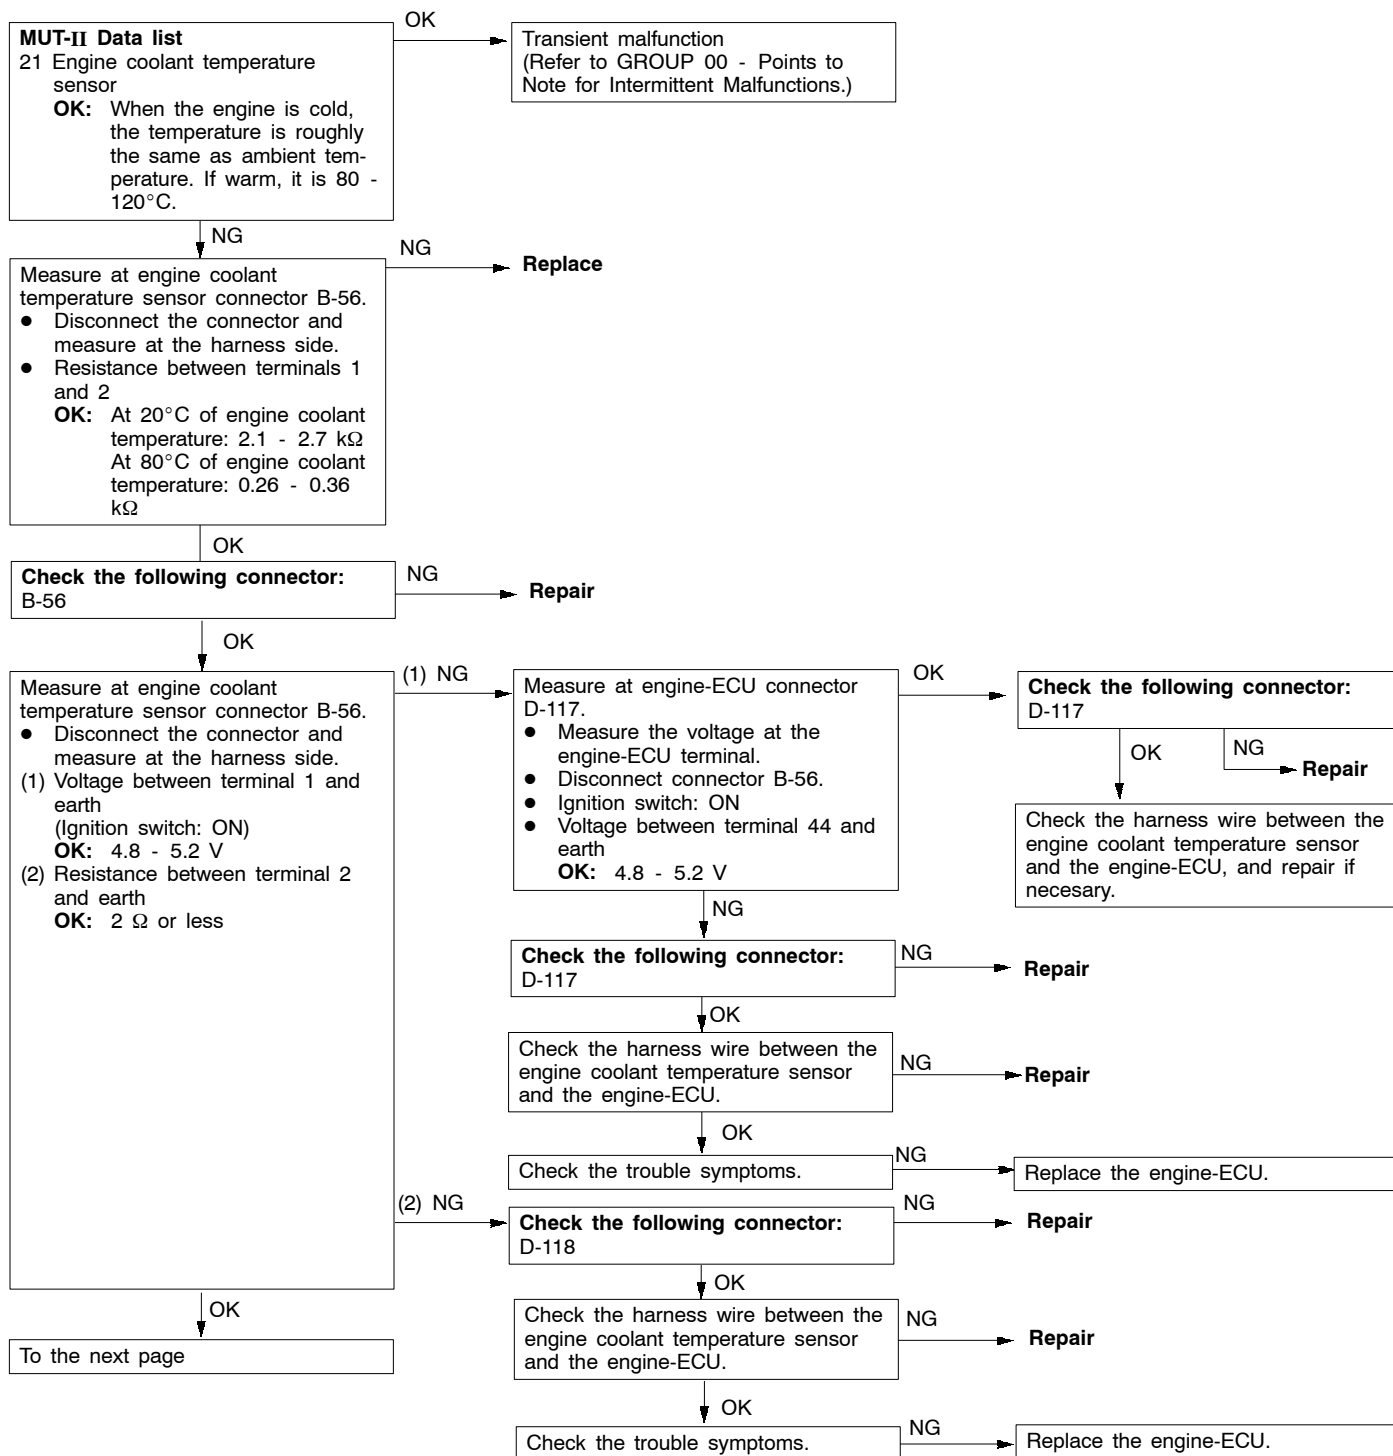 MUT-II Data list
21 Engine coolant temperature
sensor
OK: When the engine is cold,
the temperature is roughly
the same as ambient tem-
perature. If warm, it is 80 -
120°C.
OK
Transient malfunction
(Refer to GROUP 00 - Points to
Note for Intermittent Malfunctions.)
NG
Measure at engine coolant
temperature sensor connector B-56.
● Disconnect the connector and
measure at the harness side.
● Resistance between terminals 1
and 2
OK: At 20°C of engine coolant
temperature: 2.1 - 2.7 kΩ
At 80°C of engine coolant
temperature: 0.26 - 0.36
kΩ
NG
Replace
OK
Check the following connector:
B-56
NG
Repair
OK
Measure at engine coolant
temperature sensor connector B-56.
● Disconnect the connector and
measure at the harness side.
(1) Voltage between terminal 1 and
earth
(Ignition switch: ON)
OK: 4.8 - 5.2 V
(2) Resistance between terminal 2
and earth
OK: 2 Ω or less
(1) NG
Measure at engine-ECU connector
D-117.
● Measure the voltage at the
engine-ECU terminal.
● Disconnect connector B-56.
● Ignition switch: ON
● Voltage between terminal 44 and
earth
OK: 4.8 - 5.2 V
OK
Check the following connector:
D-117
OK
NG
Repair
Check the harness wire between the
engine coolant temperature sensor
and the engine-ECU, and repair if
necesary.
NG
Check the following connector:
D-117
NG
Repair
OK
Check the harness wire between the
engine coolant temperature sensor
and the engine-ECU.
NG
Repair
OK
Check the trouble symptoms.
NG
Replace the engine-ECU.
(2) NG
Check the following connector:
D-118
NG
Repair
OK
Check the harness wire between the
engine coolant temperature sensor
and the engine-ECU.
NG
Repair
OK
Check the trouble symptoms.
NG
Replace the engine-ECU.
OK
To the next page